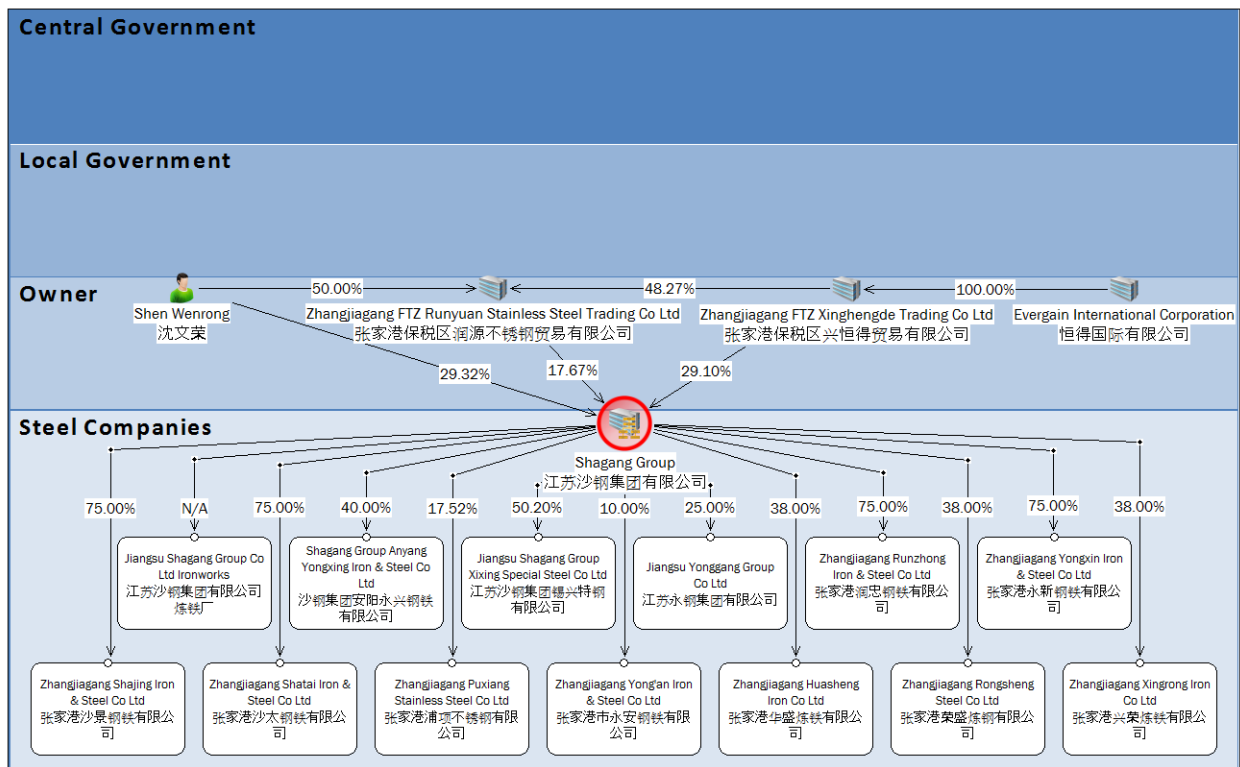 Central Government
Local Government
Owner
50.00%
48.27%
100.00%
Shen Wenrong
沈文荣
Zhangjiagang FTZ Runyuan Stainless Steel Trading Co Ltd
张家港保税区润源不锈钢贸易有限公司
Zhangjiagang FTZ Xinghengde Trading Co Ltd
张家港保税区兴恒得贸易有限公司
Evergain International Corporation
恒得国际有限公司
29.32%
17.67%
29.10%
Steel Companies
Shagang Group
江苏沙钢集团有限公司
75.00%
N/A
75.00%
40.00%
17.52%
50.20%
10.00%
25.00%
38.00%
75.00%
38.00%
75.00%
38.00%
Jiangsu Shagang Group Co
Ltd Ironworks
江苏沙钢集团有限公司
炼铁厂
Shagang Group Anyang
Yongxing Iron & Steel Co
Ltd
沙钢集团安阳永兴钢铁
有限公司
Jiangsu Shagang Group
Xixing Special Steel Co Ltd
江苏沙钢集团锡兴特钢
有限公司
Jiangsu Yonggang Group
Co Ltd
江苏永钢集团有限公司
Zhangjiagang Runzhong
Iron & Steel Co Ltd
张家港润忠钢铁有限公
司
Zhangjiagang Yongxin Iron
& Steel Co Ltd
张家港永新钢铁有限公
司
Zhangjiagang Shajing Iron
& Steel Co Ltd
张家港沙景钢铁有限公
司
Zhangjiagang Shatai Iron &
Steel Co Ltd
张家港沙太钢铁有限公
司
Zhangjiagang Puxiang
Stainless Steel Co Ltd
张家港浦项不锈钢有限
公司
Zhangjiagang Yong'an Iron
& Steel Co Ltd
张家港市永安钢铁有限
公司
Zhangjiagang Huasheng
Iron Co Ltd
张家港华盛炼铁有限公
司
Zhangjiagang Rongsheng
Steel Co Ltd
张家港荣盛炼钢有限公
司
Zhangjiagang Xingrong Iron
Co Ltd
张家港兴荣炼铁有限公
司